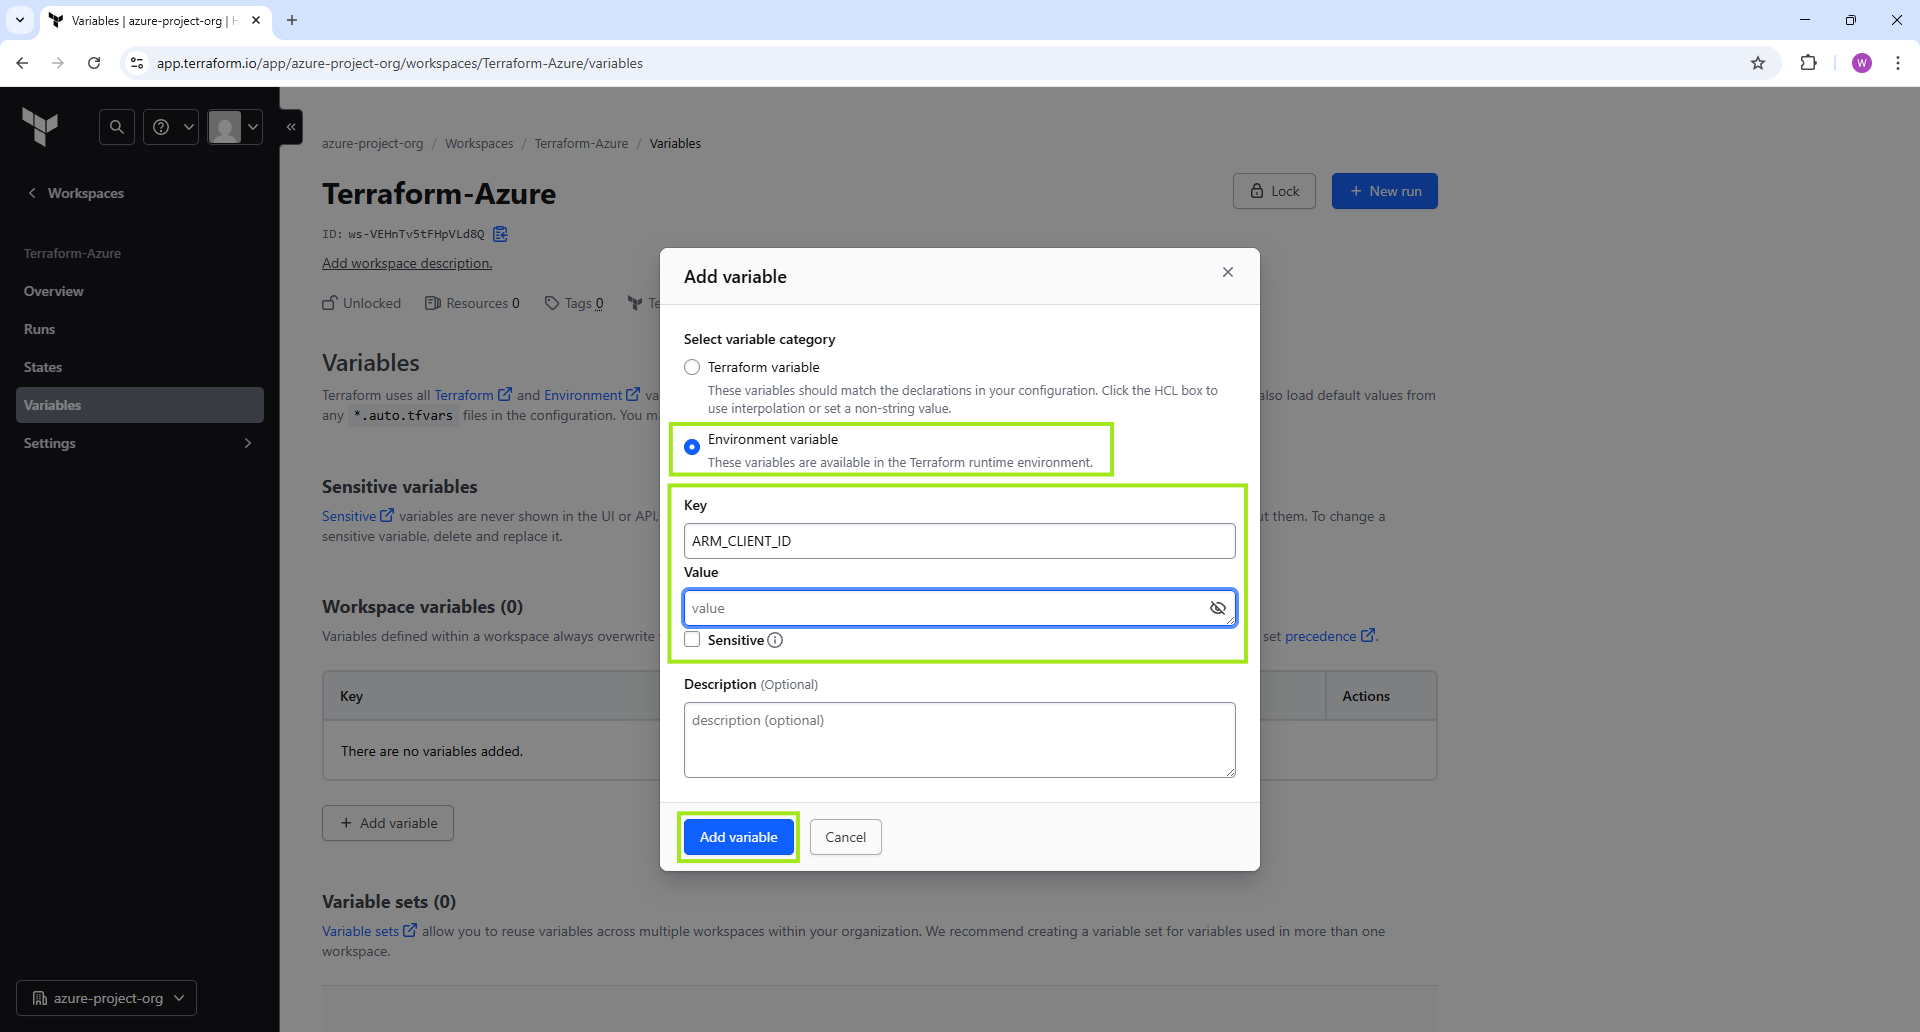 Variables | azure-project-org | H
app.terraform.io/app/azure-project-org/workspaces/Terraform-Azure/variables
W
Workspaces
Terraform-Azure
Overview
Runs
States
Variables
Settings
azure-project-org
azure-project-org / Workspaces / Terraform-Azure / Variables
Terraform-Azure
Lock
+ New run
ID: ws-VEHnTv5tFHpVLd8Q
Add workspace description.
Unlocked Resources 0 Tags 0 Te
Variables
Terraform uses all Terraform and Environment va
also load default values from
any *.auto.tfvars files in the configuration. You m
Sensitive variables
Sensitive variables are never shown in the UI or API,
ut them. To change a
sensitive variable, delete and replace it.
Workspace variables (0)
Variables defined within a workspace always overwrite
set precedence.
Key
Actions
There are no variables added.
+ Add variable
Variable sets (0)
Variable sets allow you to reuse variables across multiple workspaces within your organization. We recommend creating a variable set for variables used in more than one
workspace.
Add variable
Select variable category
Terraform variable
These variables should match the declarations in your configuration. Click the HCL box to
use interpolation or set a non-string value.
Environment variable
These variables are available in the Terraform runtime environment.
Key
ARM_CLIENT_ID
Value
value
Sensitive
Description (Optional)
description (optional)
Add variable
Cancel